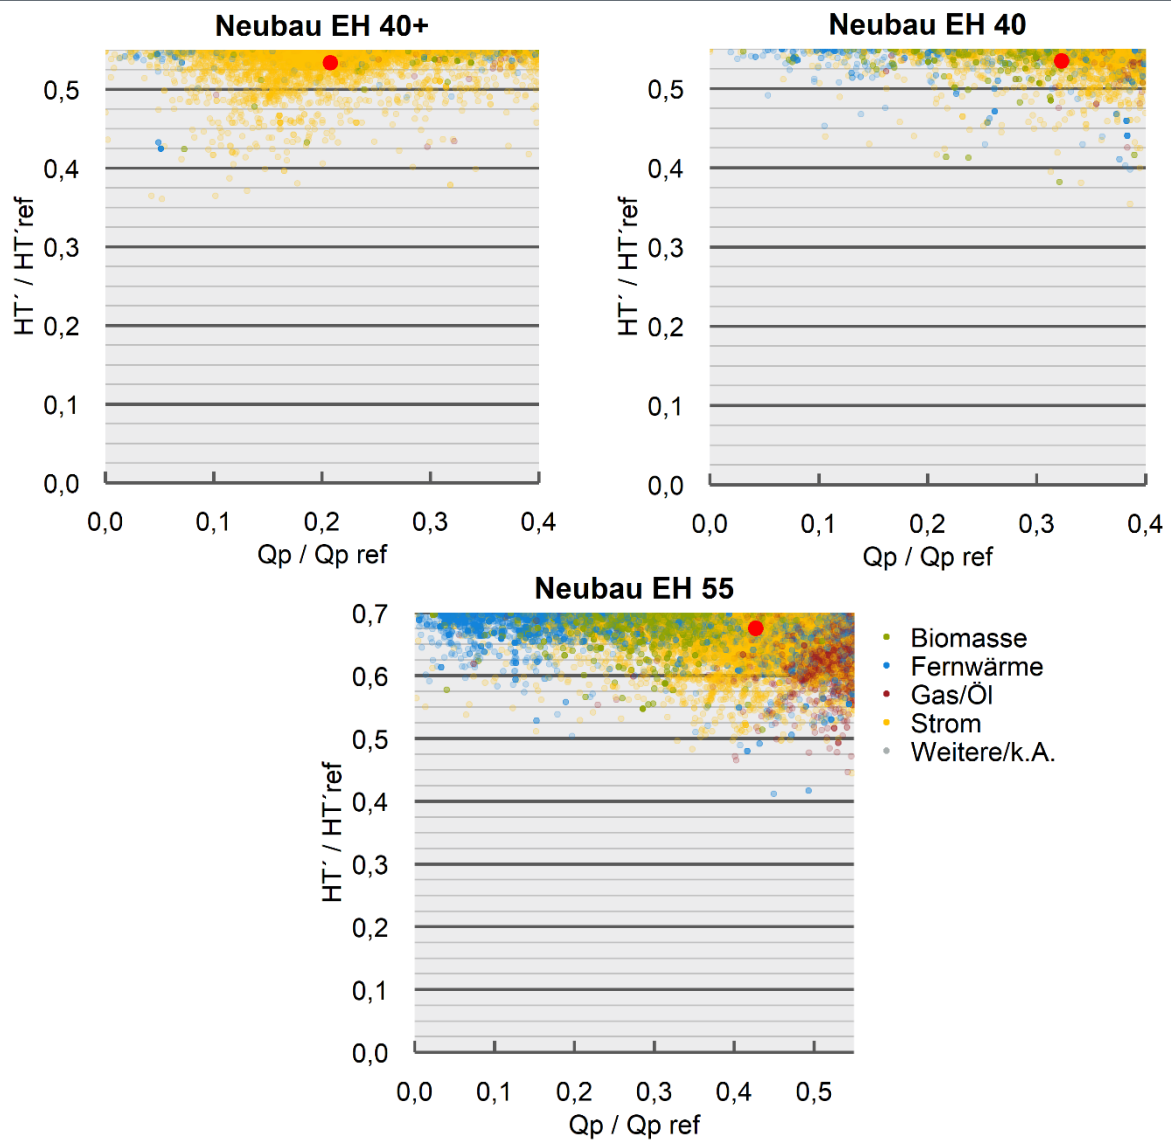 Neubau EH 40+
HT´ / HT´ref
0,5
0,4
0,3
0,2
0,1
0,0
0,0 0,1 0,2 0,3 0,4
Qp / Qp ref
Neubau EH 40
HT´ / HT´ref
0,5
0,4
0,3
0,2
0,1
0,0
0,0 0,1 0,2 0,3 0,4
Qp / Qp ref
Neubau EH 55
HT´ / HT´ref
0,7
0,6
0,5
0,4
0,3
0,2
0,1
0,0
0,0 0,1 0,2 0,3 0,4 0,5
Qp / Qp ref
Biomasse
Fernwärme
Gas/Öl
Strom
Weitere/k.A.